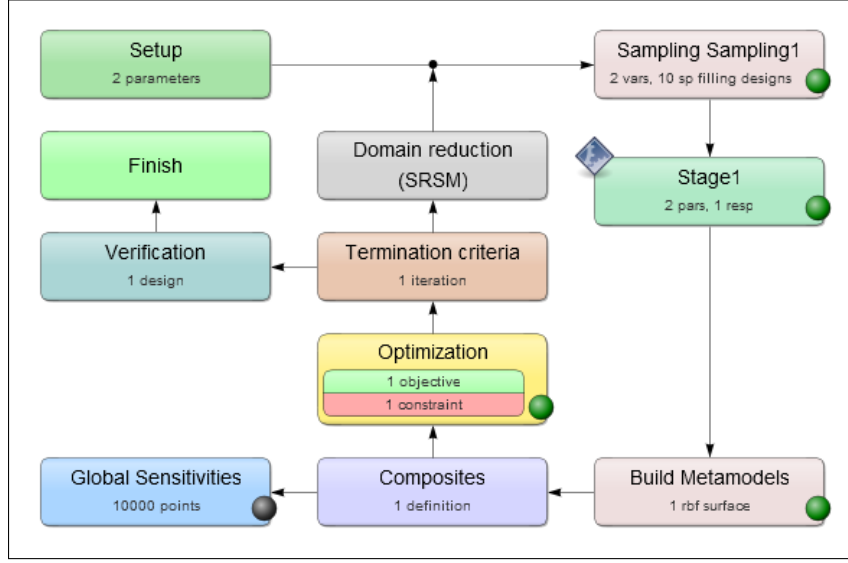 Setup
2 parameters
Sampling Sampling1
2 vars, 10 sp filling designs
Finish
Domain reduction
(SRSM)
Stage1
2 pars, 1 resp
Verification
1 design
Termination criteria
1 iteration
Optimization
1 objective
1 constraint
Global Sensitivities
10000 points
Composites
1 definition
Build Metamodels
1 rbf surface